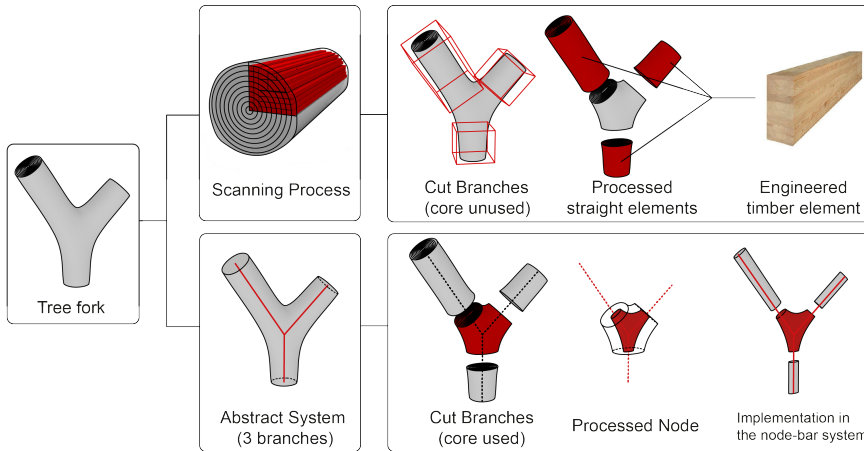 Tree fork
Scanning Process
Cut Branches
(core unused)
Processed
straight elements
Engineered
timber element
Abstract System
(3 branches)
Cut Branches
(core used)
Processed Node
Implementation in
the node-bar system